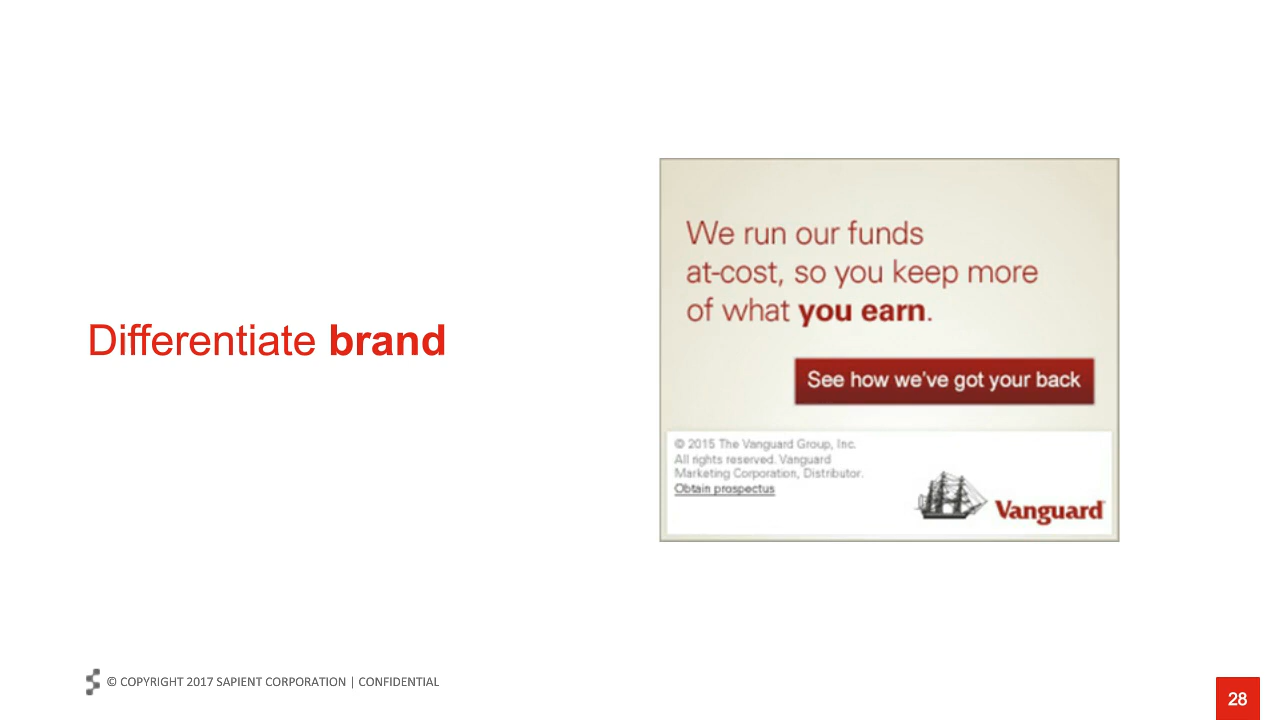 Differentiate brand
We run our funds
at-cost, so you keep more
of what you earn.
See how we've got your back
© 2015 The Vanguard Group, Inc.
All rights reserved. Vanguard
Marketing Corporation, Distributor.
Obtain prospectus
Vanguard
© COPYRIGHT 2017 SAPIENT CORPORATION | CONFIDENTIAL
28